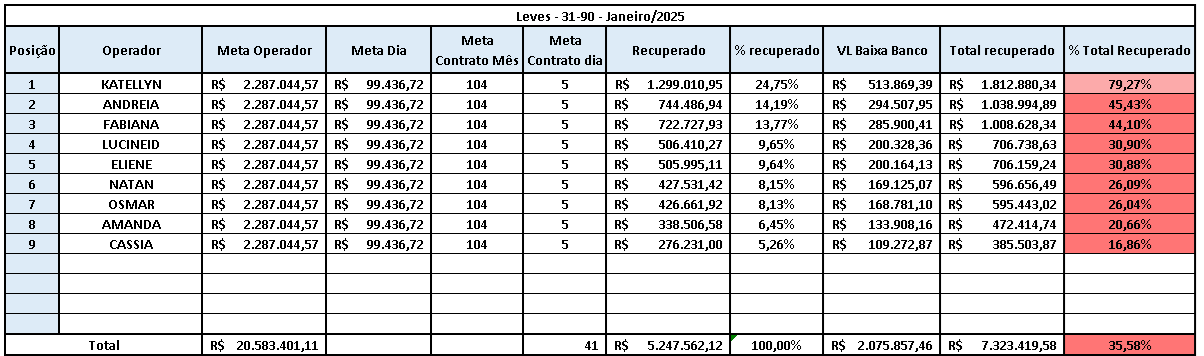 Leves - 31-90 - Janeiro/2025
Posição Operador Meta Operador Meta Dia Meta Contrato Mês Meta Contrato dia Recuperado % recuperado VL Baixa Banco Total recuperado % Total Recuperado
1 KATELLYN R$ 2.287.044,57 R$ 99.436,72 104 5 R$ 1.299.010,95 24,75% R$ 513.869,39 R$ 1.812.880,34 79,27%
2 ANDREIA R$ 2.287.044,57 R$ 99.436,72 104 5 R$ 744.486,94 14,19% R$ 294.507,95 R$ 1.038.994,89 45,43%
3 FABIANA R$ 2.287.044,57 R$ 99.436,72 104 5 R$ 722.727,93 13,77% R$ 285.900,41 R$ 1.008.628,34 44,10%
4 LUCINEID R$ 2.287.044,57 R$ 99.436,72 104 5 R$ 506.410,27 9,65% R$ 200.328,36 R$ 706.738,63 30,90%
5 ELIENE R$ 2.287.044,57 R$ 99.436,72 104 5 R$ 505.995,11 9,64% R$ 200.164,13 R$ 706.159,24 30,88%
6 NATAN R$ 2.287.044,57 R$ 99.436,72 104 5 R$ 427.531,42 8,15% R$ 169.125,07 R$ 596.656,49 26,09%
7 OSMAR R$ 2.287.044,57 R$ 99.436,72 104 5 R$ 426.661,92 8,13% R$ 168.781,10 R$ 595.443,02 26,04%
8 AMANDA R$ 2.287.044,57 R$ 99.436,72 104 5 R$ 338.506,58 6,45% R$ 133.908,16 R$ 472.414,74 20,66%
9 CASSIA R$ 2.287.044,57 R$ 99.436,72 104 5 R$ 276.231,00 5,26% R$ 109.272,87 R$ 385.503,87 16,86%
Total R$ 20.583.401,11 41 R$ 5.247.562,12 100,00% R$ 2.075.857,46 R$ 7.323.419,58 35,58%